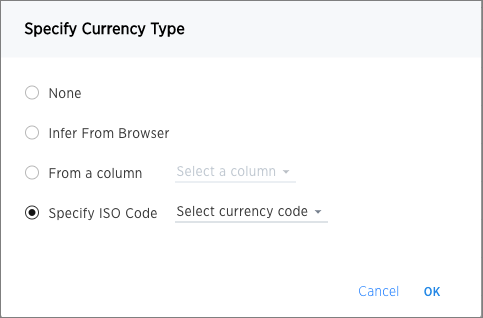 Specify Currency Type
None
Infer From Browser
From a column Select a column
Specify ISO Code Select currency code
Cancel OK